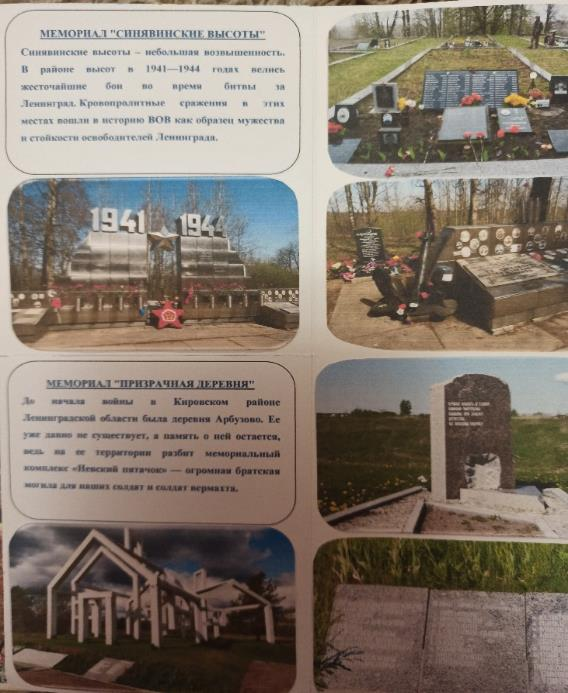 МЕМОРИАЛ "СИНЯВИНСКИЕ ВЫСОТЫ"
Синявинские высоты – небольшая возвышенность.
В районе высот в 1941—1944 годах велись
жесточайшие бои во время битвы за
Ленинград. Кровопролитные сражения в этих
местах вошли в историю ВОВ как образец мужества
и стойкости освободителей Ленинграда.
1941 1944
МЕМОРИАЛ "ПРИЗРАЧНАЯ ДЕРЕВНЯ"
До начала войны в Кировском районе
Ленинградской области была деревня Арбузово. Ее
уже давно не существует, а память о ней остается,
ведь на ее территории разбит мемориальный
комплекс «Невский пятачок» — огромная братская
могила для наших солдат и солдат вермахта.